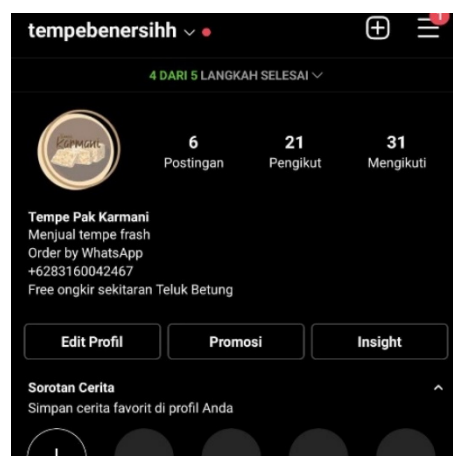 tempebenersihh
1
4 DARI 5 LANGKAH SELESAI
Karmani
6 21 31
Postingan Pengikut Mengikuti
Tempe Pak Karmani
Menjual tempe frash
Order by WhatsApp
+6283160042467
Free ongkir sekitaran Teluk Betung
Edit Profil Promosi Insight
Sorotan Cerita
Simpan cerita favorit di profil Anda